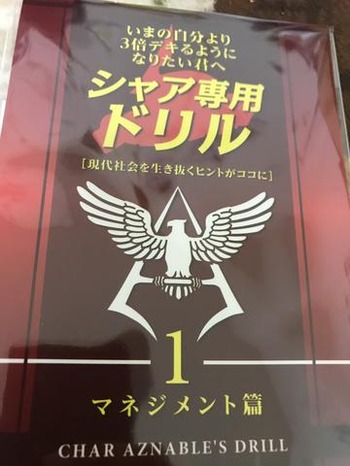 いまの自分より
3倍デキるように
なりたい君へ
シャア専用
ドリル
[現代社会を生き抜くヒントがココに]
1
マネジメント篇
CHAR AZNABLE'S DRILL